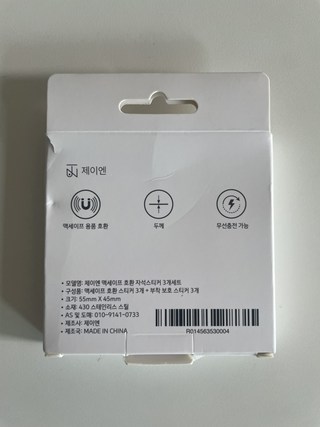 제이엔
맥세이프 용품 호환
두께
무선충전 가능
• 모델명: 제이엔 맥세이프 호환 자석스티커 3개세트
• 구성품: 맥세이프 호환 스티커 3개 + 부착 보호 스티커 3개
• 크기: 55mm X 45mm
• 소재: 430 스테인리스 스틸
• AS 및 도매: 010-9141-0733
• 제조사: 제이엔
• 제조국: MADE IN CHINA
R014563530004